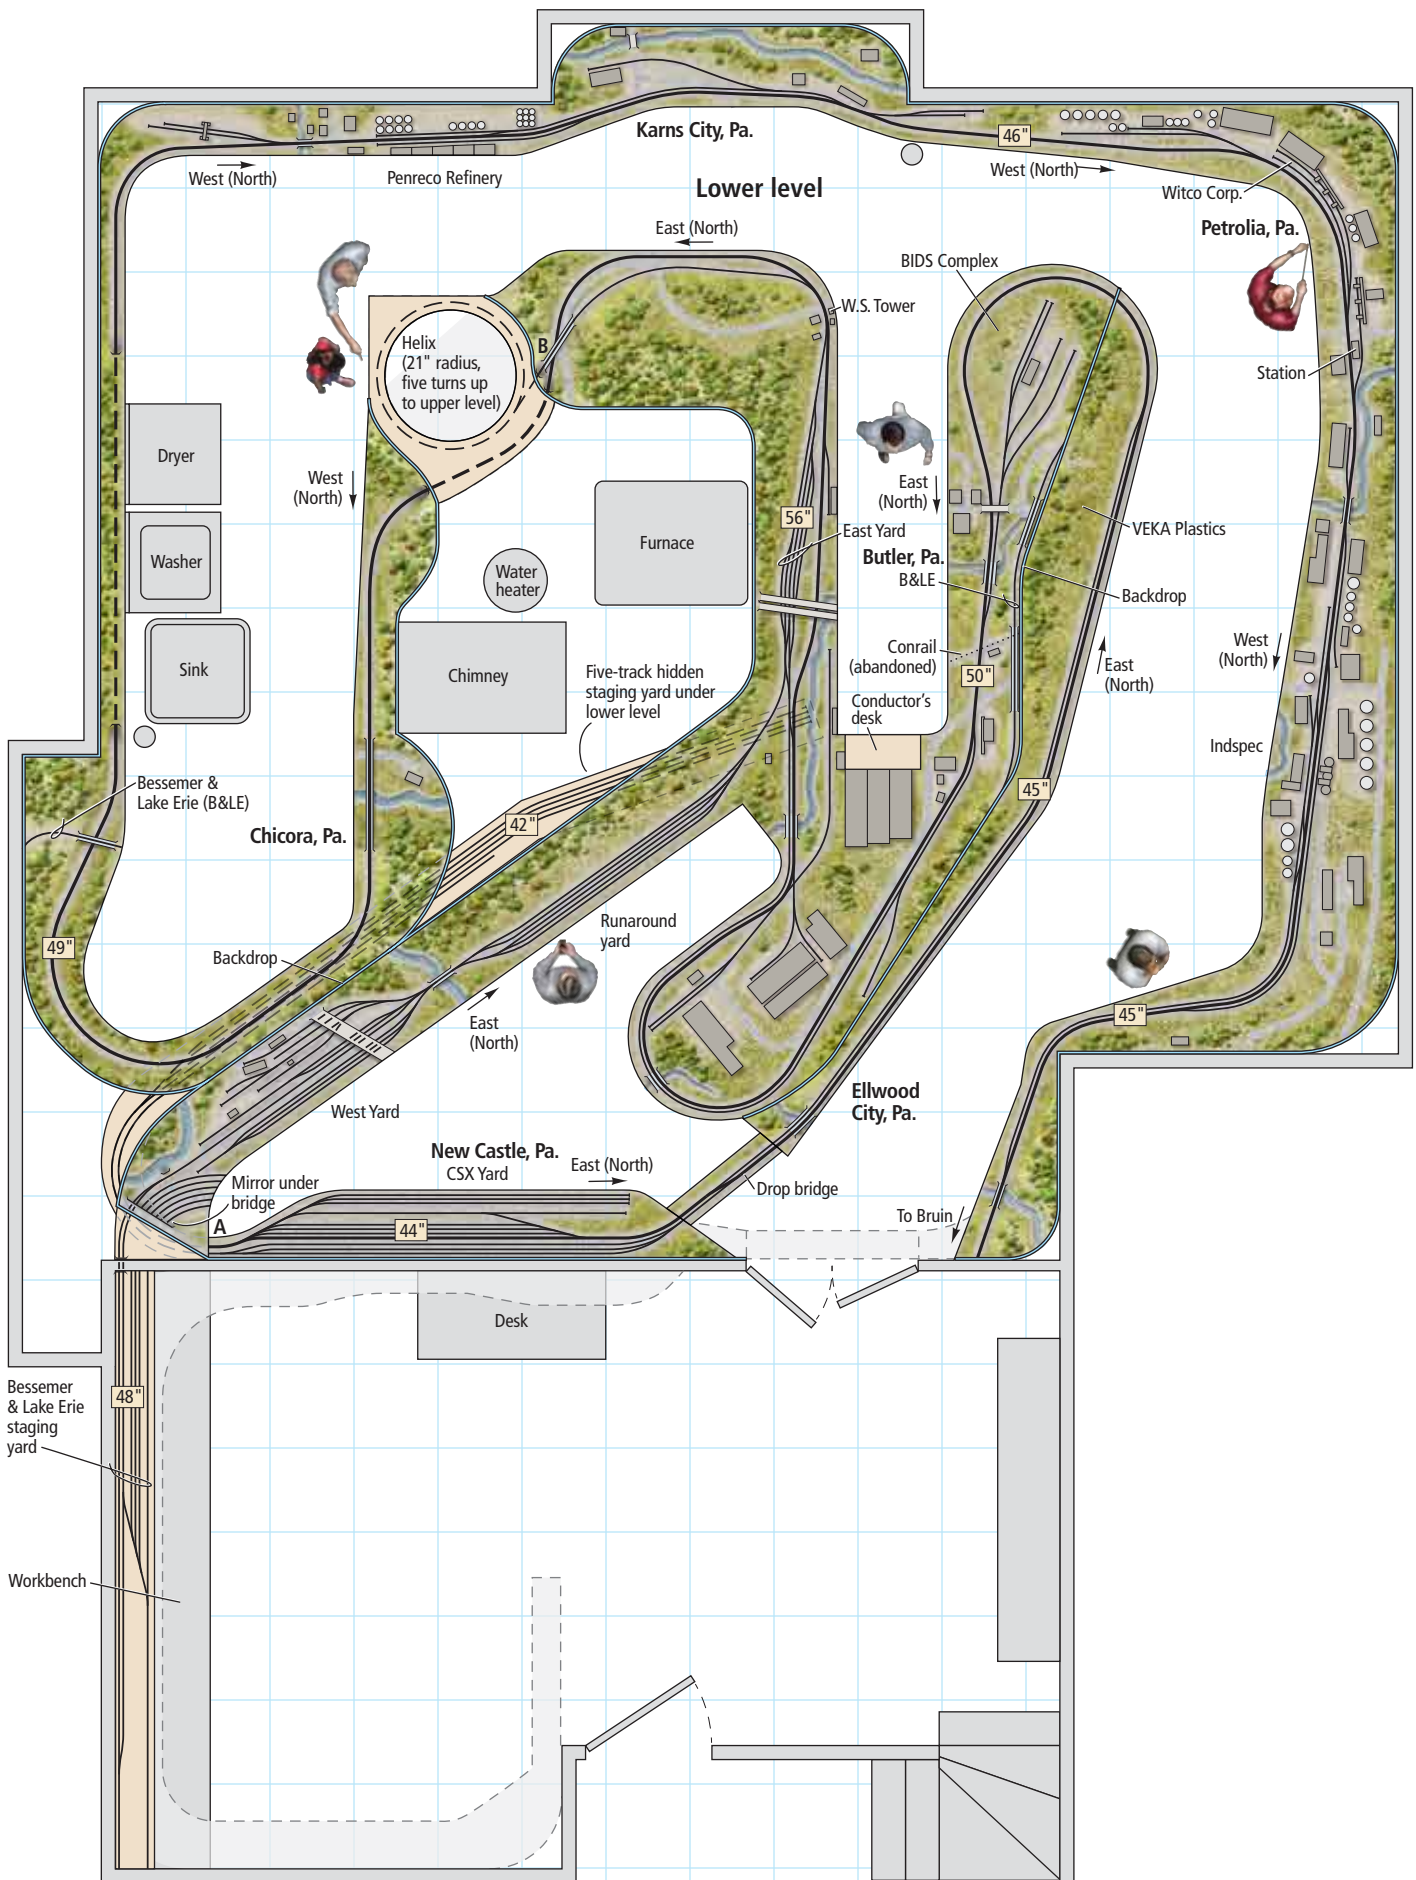 Karns City, Pa.
46"
West (North)
Penreco Refinery
West (North)
Witco Corp.
Lower level
Petrolia, Pa.
East (North)
BIDS Complex
W.S. Tower
B
Helix
(21" radius,
five turns up
to upper level)
Station
Dryer
West
(North)
East
(North)
56"
East Yard
VEKA Plastics
Furnace
Washer
Butler, Pa.
B&LE
Water
heater
Backdrop
Conrail
(abandoned)
West
(North)
Sink
Chimney
Five-track hidden
staging yard under
lower level
50"
East
(North)
Conductor's
desk
Indspec
Bessemer &
Lake Erie (B&LE)
45"
42"
Chicora, Pa.
Runaround
yard
49"
Backdrop
45"
East
(North)
Ellwood
City, Pa.
West Yard
New Castle, Pa.
CSX Yard
East (North)
Mirror under
bridge
Drop bridge
A
44"
To Bruin
Desk
Bessemer
& Lake Erie
staging
yard
48"
Workbench